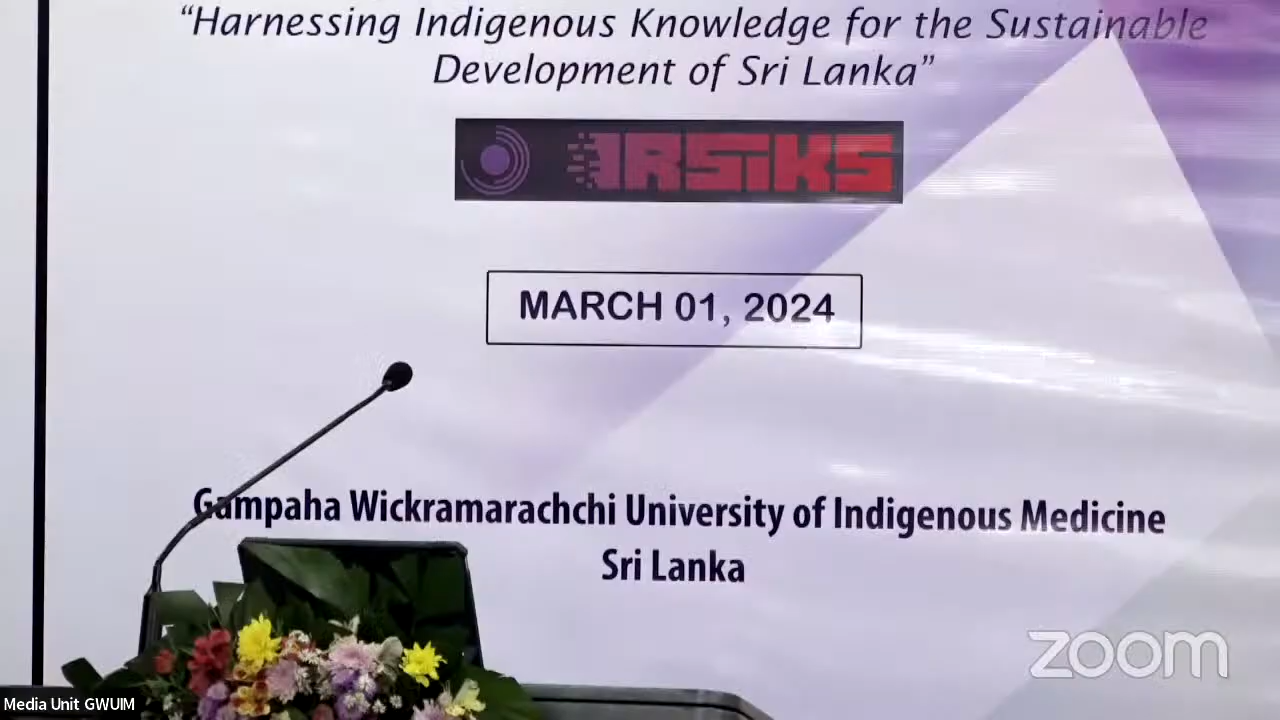 “Harnessing Indigenous Knowledge for the Sustainable
Development of Sri Lanka”
IRSIKS
MARCH 01, 2024
Gampaha Wickramarachchi University of Indigenous Medicine
Sri Lanka
zoom
Media Unit GWUIM